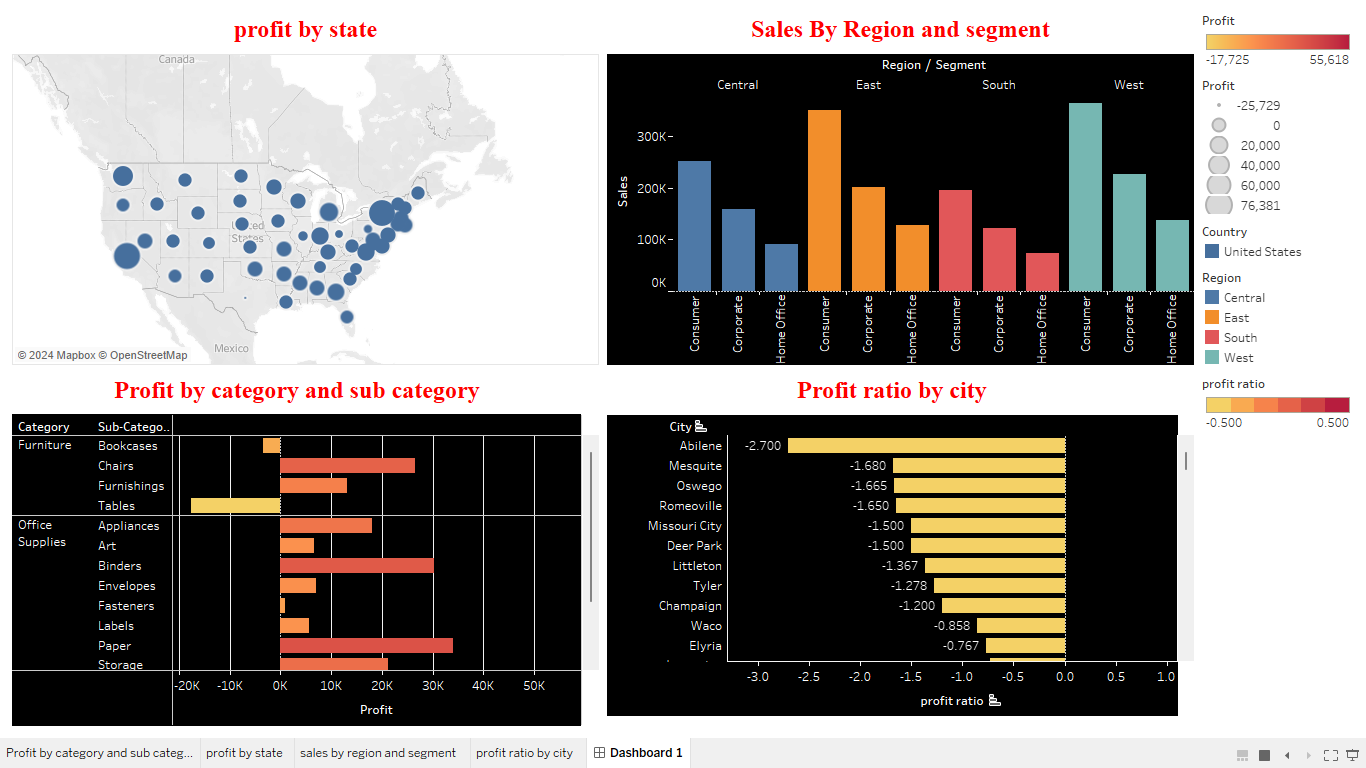 profit by state
Canada
United
States
Mexico
© 2024 Mapbox © OpenStreetMap
Sales By Region and segment
Region / Segment
Central East South West
Sales
300K
200K
100K
0K
Consumer
Corporate
Home Office
Consumer
Corporate
Home Office
Consumer
Corporate
Home Office
Consumer
Corporate
Home Office
Profit
-17,725 55,618
Profit
-25,729
0
20,000
40,000
60,000
76,381
Country
United States
Region
Central
East
South
West
profit ratio
-0.500 0.500
Profit by category and sub category
Category Sub-Catego..
Furniture Bookcases
Chairs
Furnishings
Tables
Office
Supplies
Appliances
Art
Binders
Envelopes
Fasteners
Labels
Paper
Storage
-20K -10K 0K 10K 20K 30K 40K 50K
Profit
Profit ratio by city
City
Abilene -2.700
Mesquite -1.680
Oswego -1.665
Romeoville -1.650
Missouri City -1.500
Deer Park -1.500
Littleton -1.367
Tyler -1.278
Champaign -1.200
Waco -0.858
Elyria -0.767
-3.0 -2.5 -2.0 -1.5 -1.0 -0.5 0.0 0.5 1.0
profit ratio
Profit by category and sub categ... profit by state sales by region and segment profit ratio by city Dashboard 1